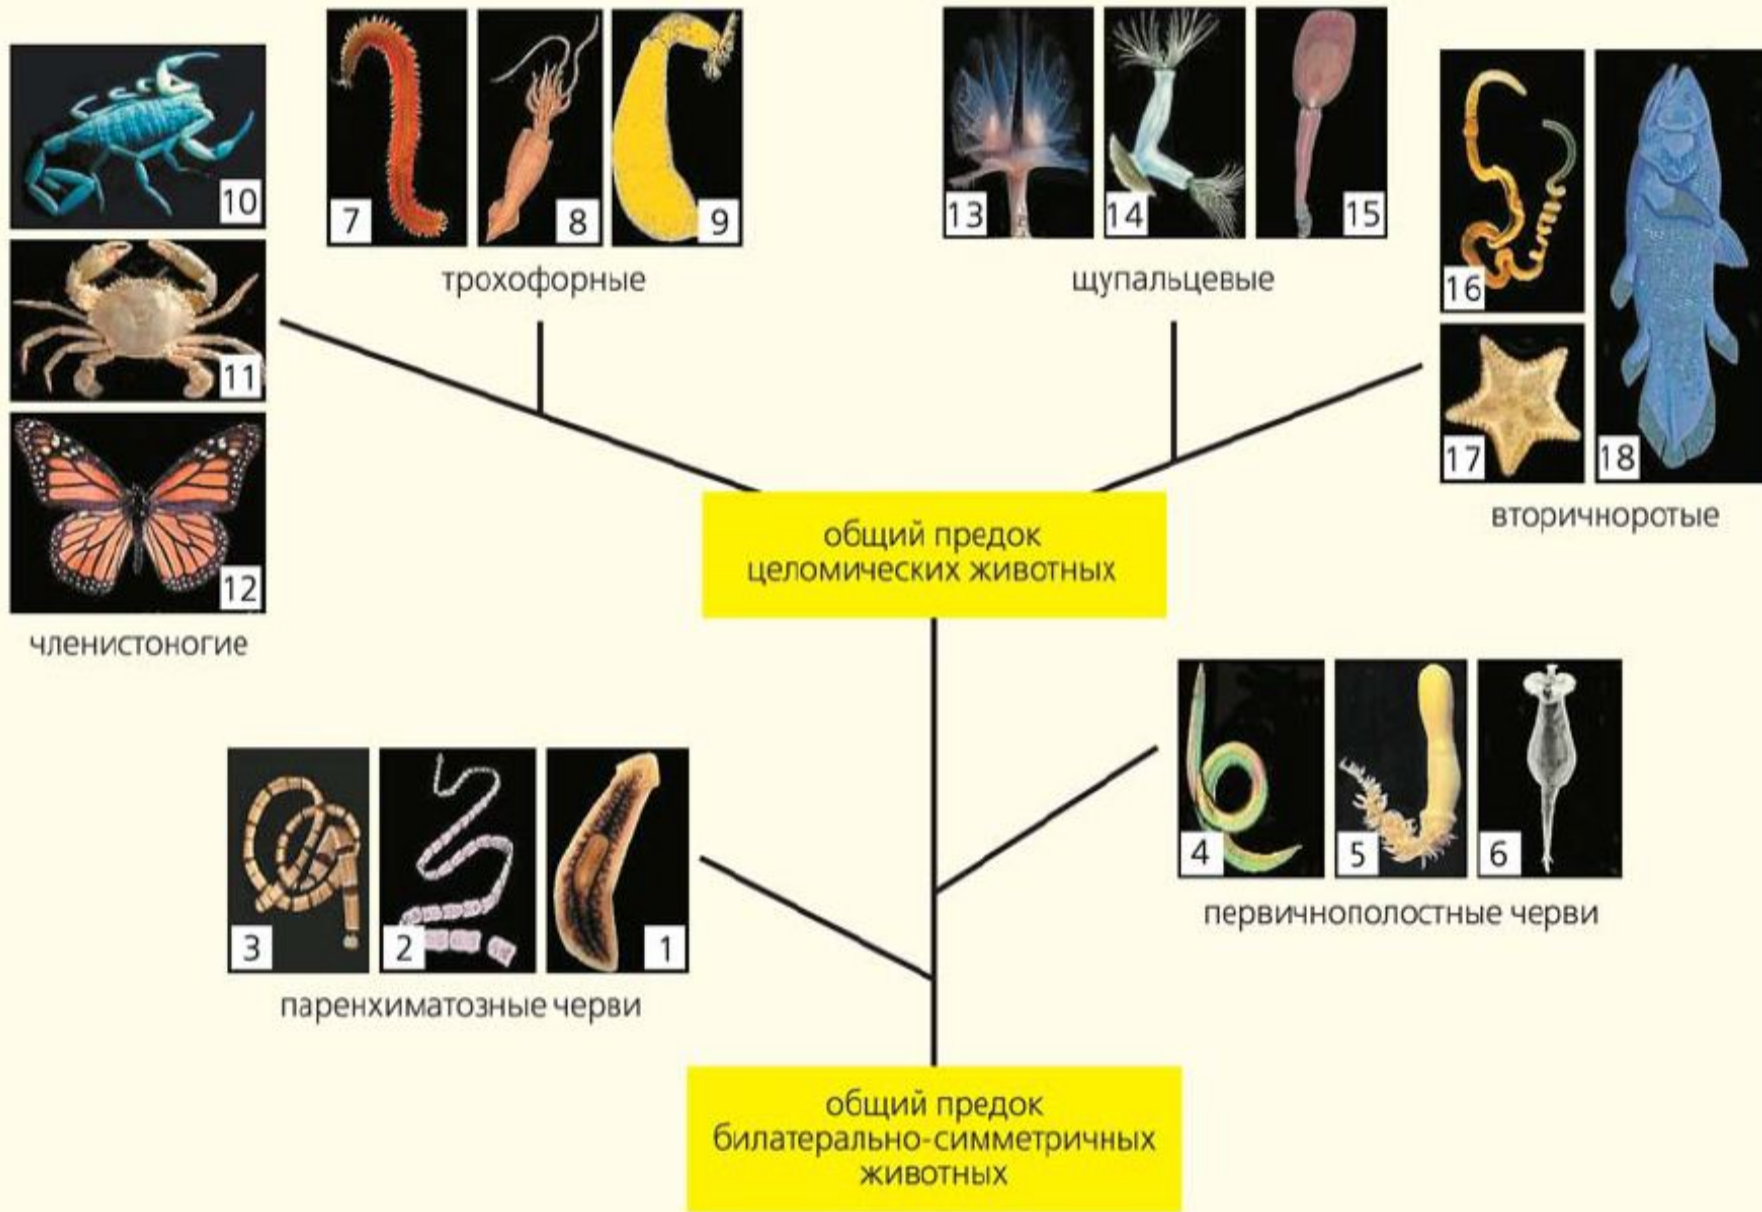 7
8
9
трохофорные
13
14
15
щупальцевые
10
11
12
членистоногие
16
17
18
вторичноротые
общий предок
целомических животных
4
5
6
первичнополостные черви
3
2
1
паренхиматозные черви
общий предок
билатерально-симметричных
животных